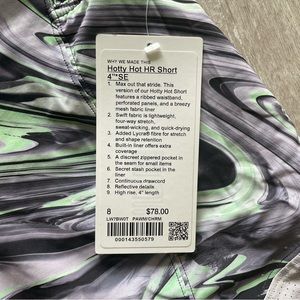 WHY WE MADE THIS
Hotty Hot HR Short
4"*SE
1. Max out that stride. This
version of our Hotty Hot Short
features a ribbed waistband,
perforated panels, and a breezy
mesh fabric liner
2. Swift fabric is lightweight,
four-way stretch,
sweat-wicking, and quick-drying
3. Added Lycra® fibre for stretch
and shape retention
4. Built-in liner offers extra
coverage
5. A discreet zippered pocket in
the seam for small items
6. Secret stash pocket in the
liner
7. Continuous drawcord
8. Reflective details
9. High rise, 4" length
8 $78.00
LW7BW0T PAWM/CHRM
000143550579